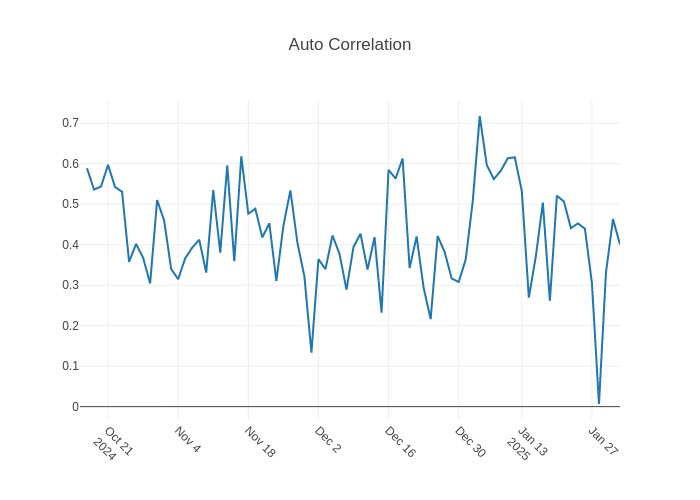 Auto Correlation
0.7
0.6
0.5
0.4
0.3
0.2
0.1
0
Oct 21
2024
Nov 4
Nov 18
Dec 2
Dec 16
Dec 30
Jan 13
2025
Jan 27